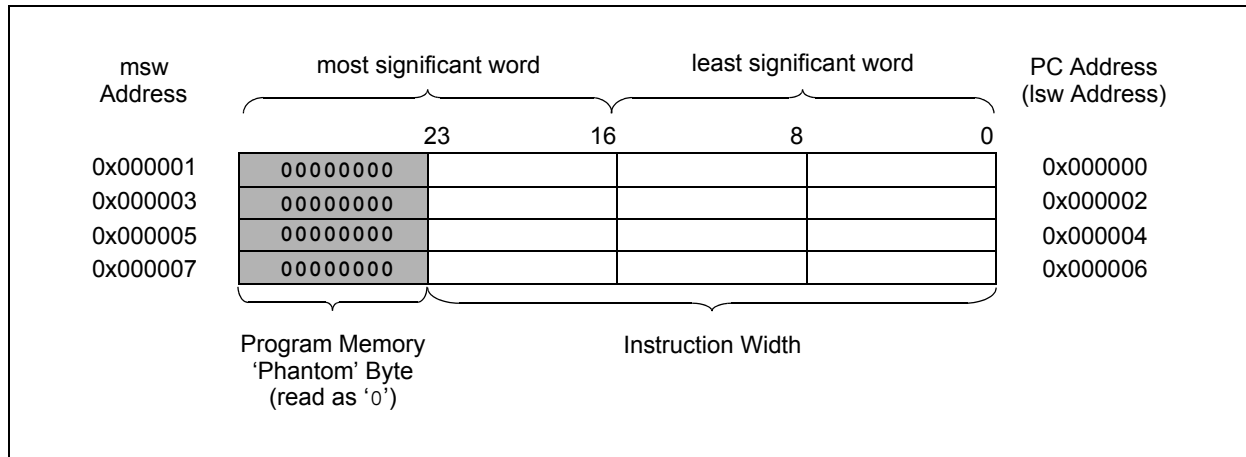 msw
Address
most significant word
least significant word
PC Address
(lsw Address)
23
16
8
0
0x000001
00000000
0x000000
0x000003
00000000
0x000002
0x000005
00000000
0x000004
0x000007
00000000
0x000006
Program Memory
‘Phantom’ Byte
(read as ‘0’)
Instruction Width